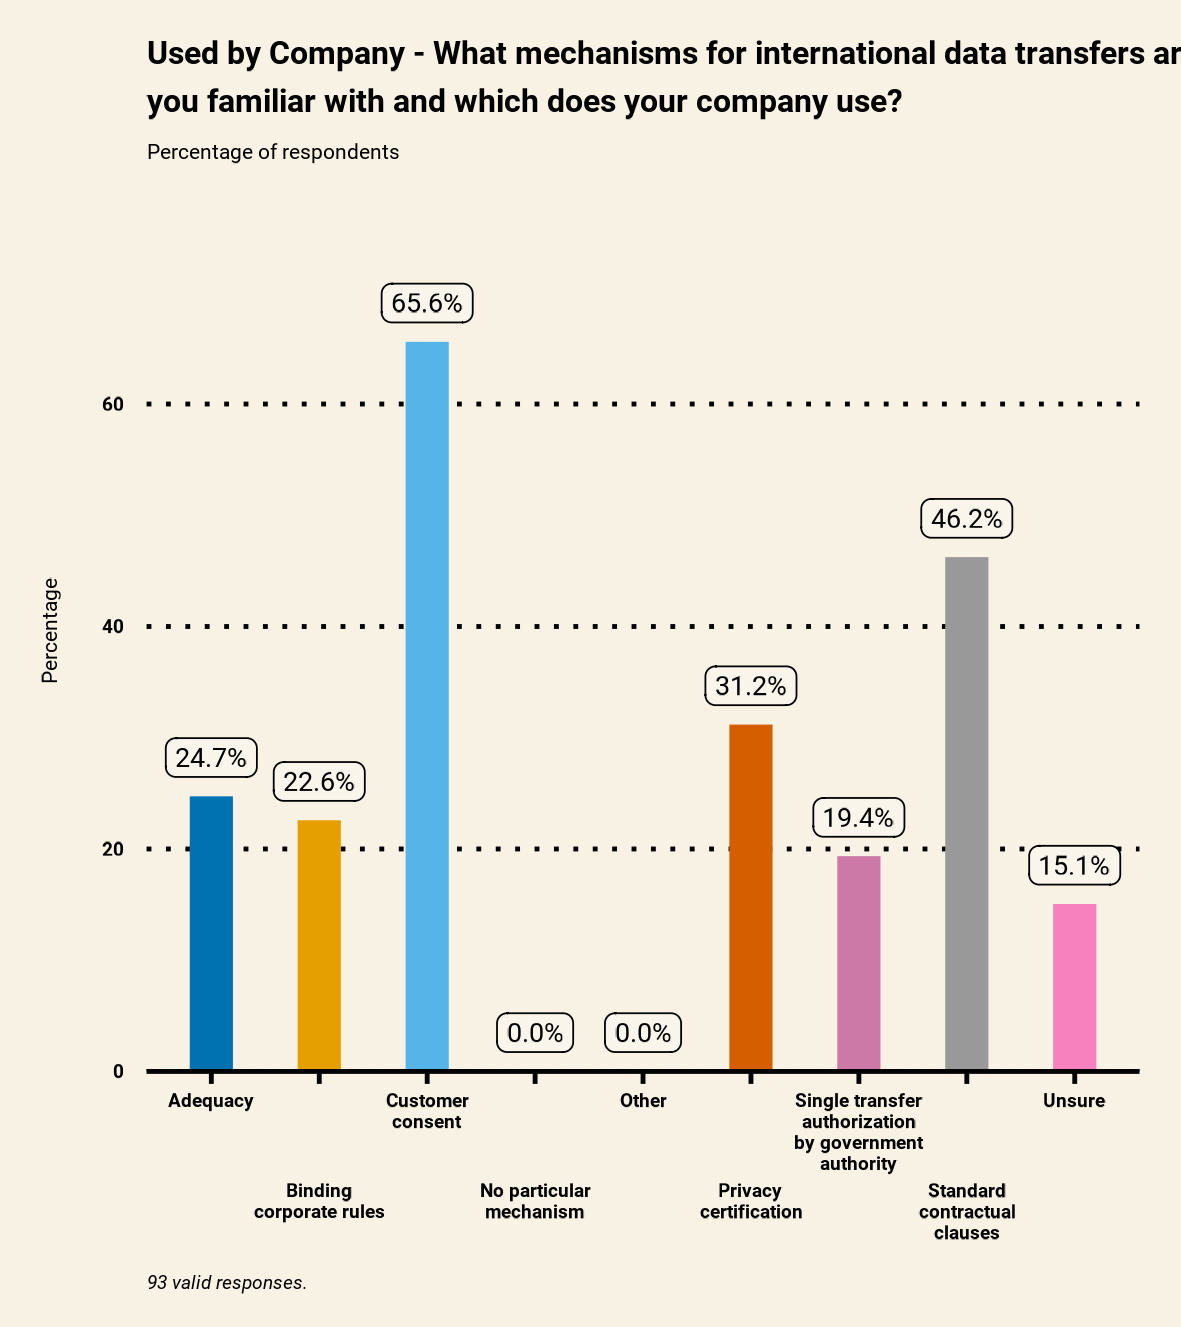 Used by Company - What mechanisms for international data transfers ar
you familiar with and which does your company use?
Percentage of respondents
65.6%
60
46.2%
Percentage
40
31.2%
24.7%
22.6%
19.4%
20
15.1%
0.0%
0.0%
0
Adequacy
Customer
consent
Other
Single transfer
authorization
by government
authority
Unsure
Binding
corporate rules
No particular
mechanism
Privacy
certification
Standard
contractual
clauses
93 valid responses.